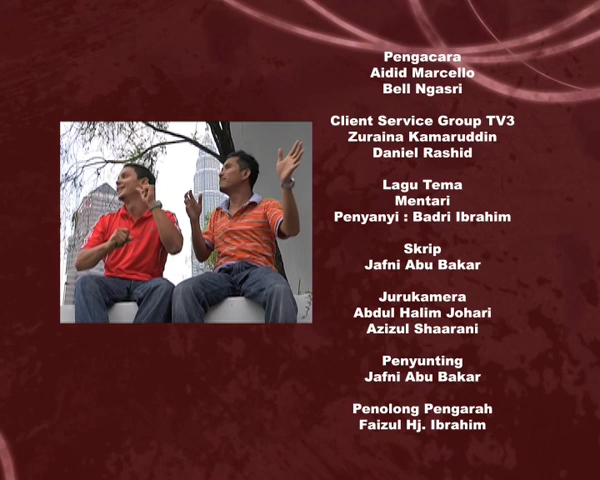 Pengacara
Aidid Marcello
Bell Ngasri
Client Service Group TV3
Zuraina Kamaruddin
Daniel Rashid
Lagu Tema
Mentari
Penyanyi : Badri Ibrahim
Skrip
Jafni Abu Bakar
Jurukamera
Abdul Halim Johari
Azizul Shaarani
Penyunting
Jafni Abu Bakar
Penolong Pengarah
Faizul Hj. Ibrahim